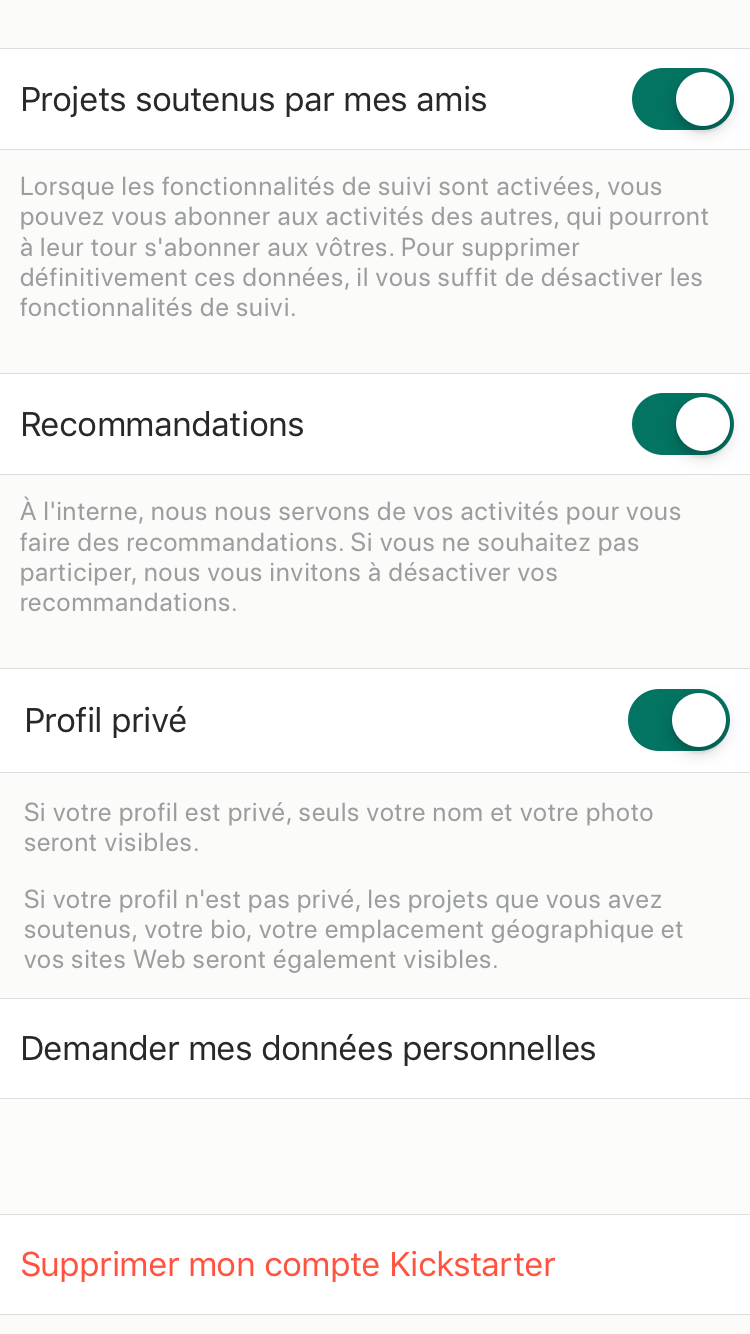 Projets soutenus par mes amis
Lorsque les fonctionnalités de suivi sont activées, vous
pouvez vous abonner aux activités des autres, qui pourront
à leur tour s'abonner aux vôtres. Pour supprimer
définitivement ces données, il vous suffit de désactiver les
fonctionnalités de suivi.
Recommandations
À l'interne, nous nous servons de vos activités pour vous
faire des recommandations. Si vous ne souhaitez pas
participer, nous vous invitons à désactiver vos
recommandations.
Profil privé
Si votre profil est privé, seuls votre nom et votre photo
seront visibles.
Si votre profil n'est pas privé, les projets que vous avez
soutenus, votre bio, votre emplacement géographique et
vos sites Web seront également visibles.
Demander mes données personnelles
Supprimer mon compte Kickstarter